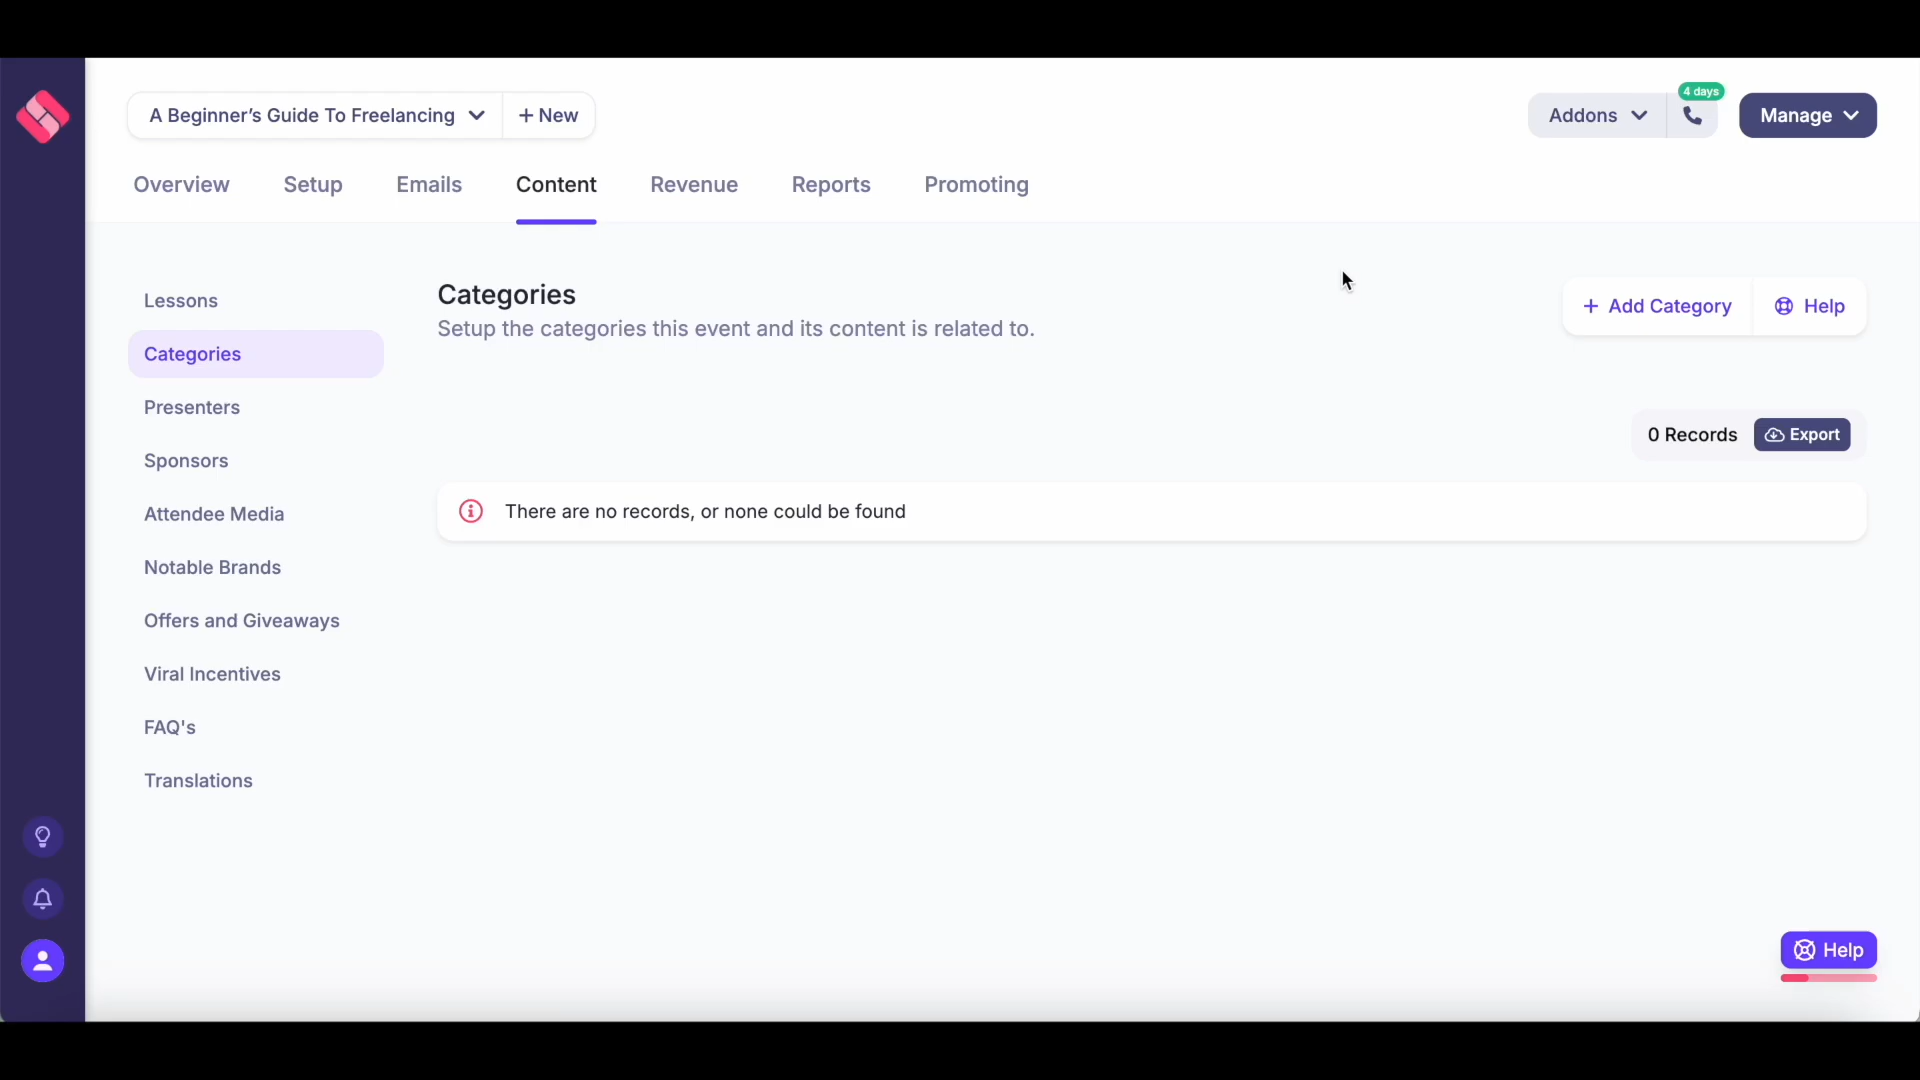 4 days
A Beginner’s Guide To Freelancing
+ New
Addons
Manage
Overview
Setup
Emails
Content
Revenue
Reports
Promoting
Lessons
Categories
Presenters
Sponsors
Attendee Media
Notable Brands
Offers and Giveaways
Viral Incentives
FAQ's
Translations
Categories
Setup the categories this event and its content is related to.
+ Add Category
Help
0 Records
Export
There are no records, or none could be found
Help